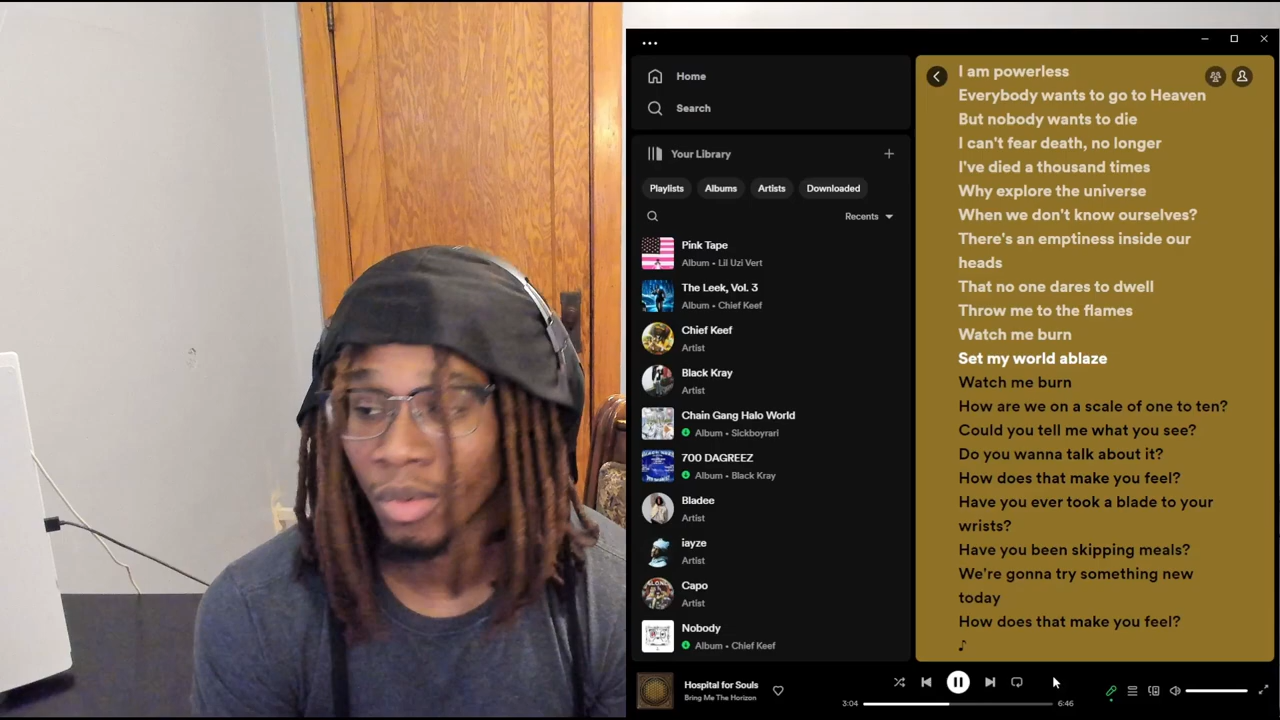 Home
Search
Your Library
Playlists
Albums
Artists
Downloaded
Recents
Pink Tape
Album • Lil Uzi Vert
The Leek, Vol. 3
Album • Chief Keef
Chief Keef
Artist
Black Kray
Artist
Chain Gang Halo World
Album • Sickboyrari
700 DAGREEZ
Album • Black Kray
Bladee
Artist
iayze
Artist
Capo
Artist
Nobody
Album • Chief Keef
I am powerless
Everybody wants to go to Heaven
But nobody wants to die
I can't fear death, no longer
I've died a thousand times
Why explore the universe
When we don't know ourselves?
There's an emptiness inside our
heads
That no one dares to dwell
Throw me to the flames
Watch me burn
Set my world ablaze
Watch me burn
How are we on a scale of one to ten?
Could you tell me what you see?
Do you wanna talk about it?
How does that make you feel?
Have you ever took a blade to your
wrists?
Have you been skipping meals?
We're gonna try something new
today
How does that make you feel?
♪
Hospital for Souls
Bring Me The Horizon
3:04
6:46